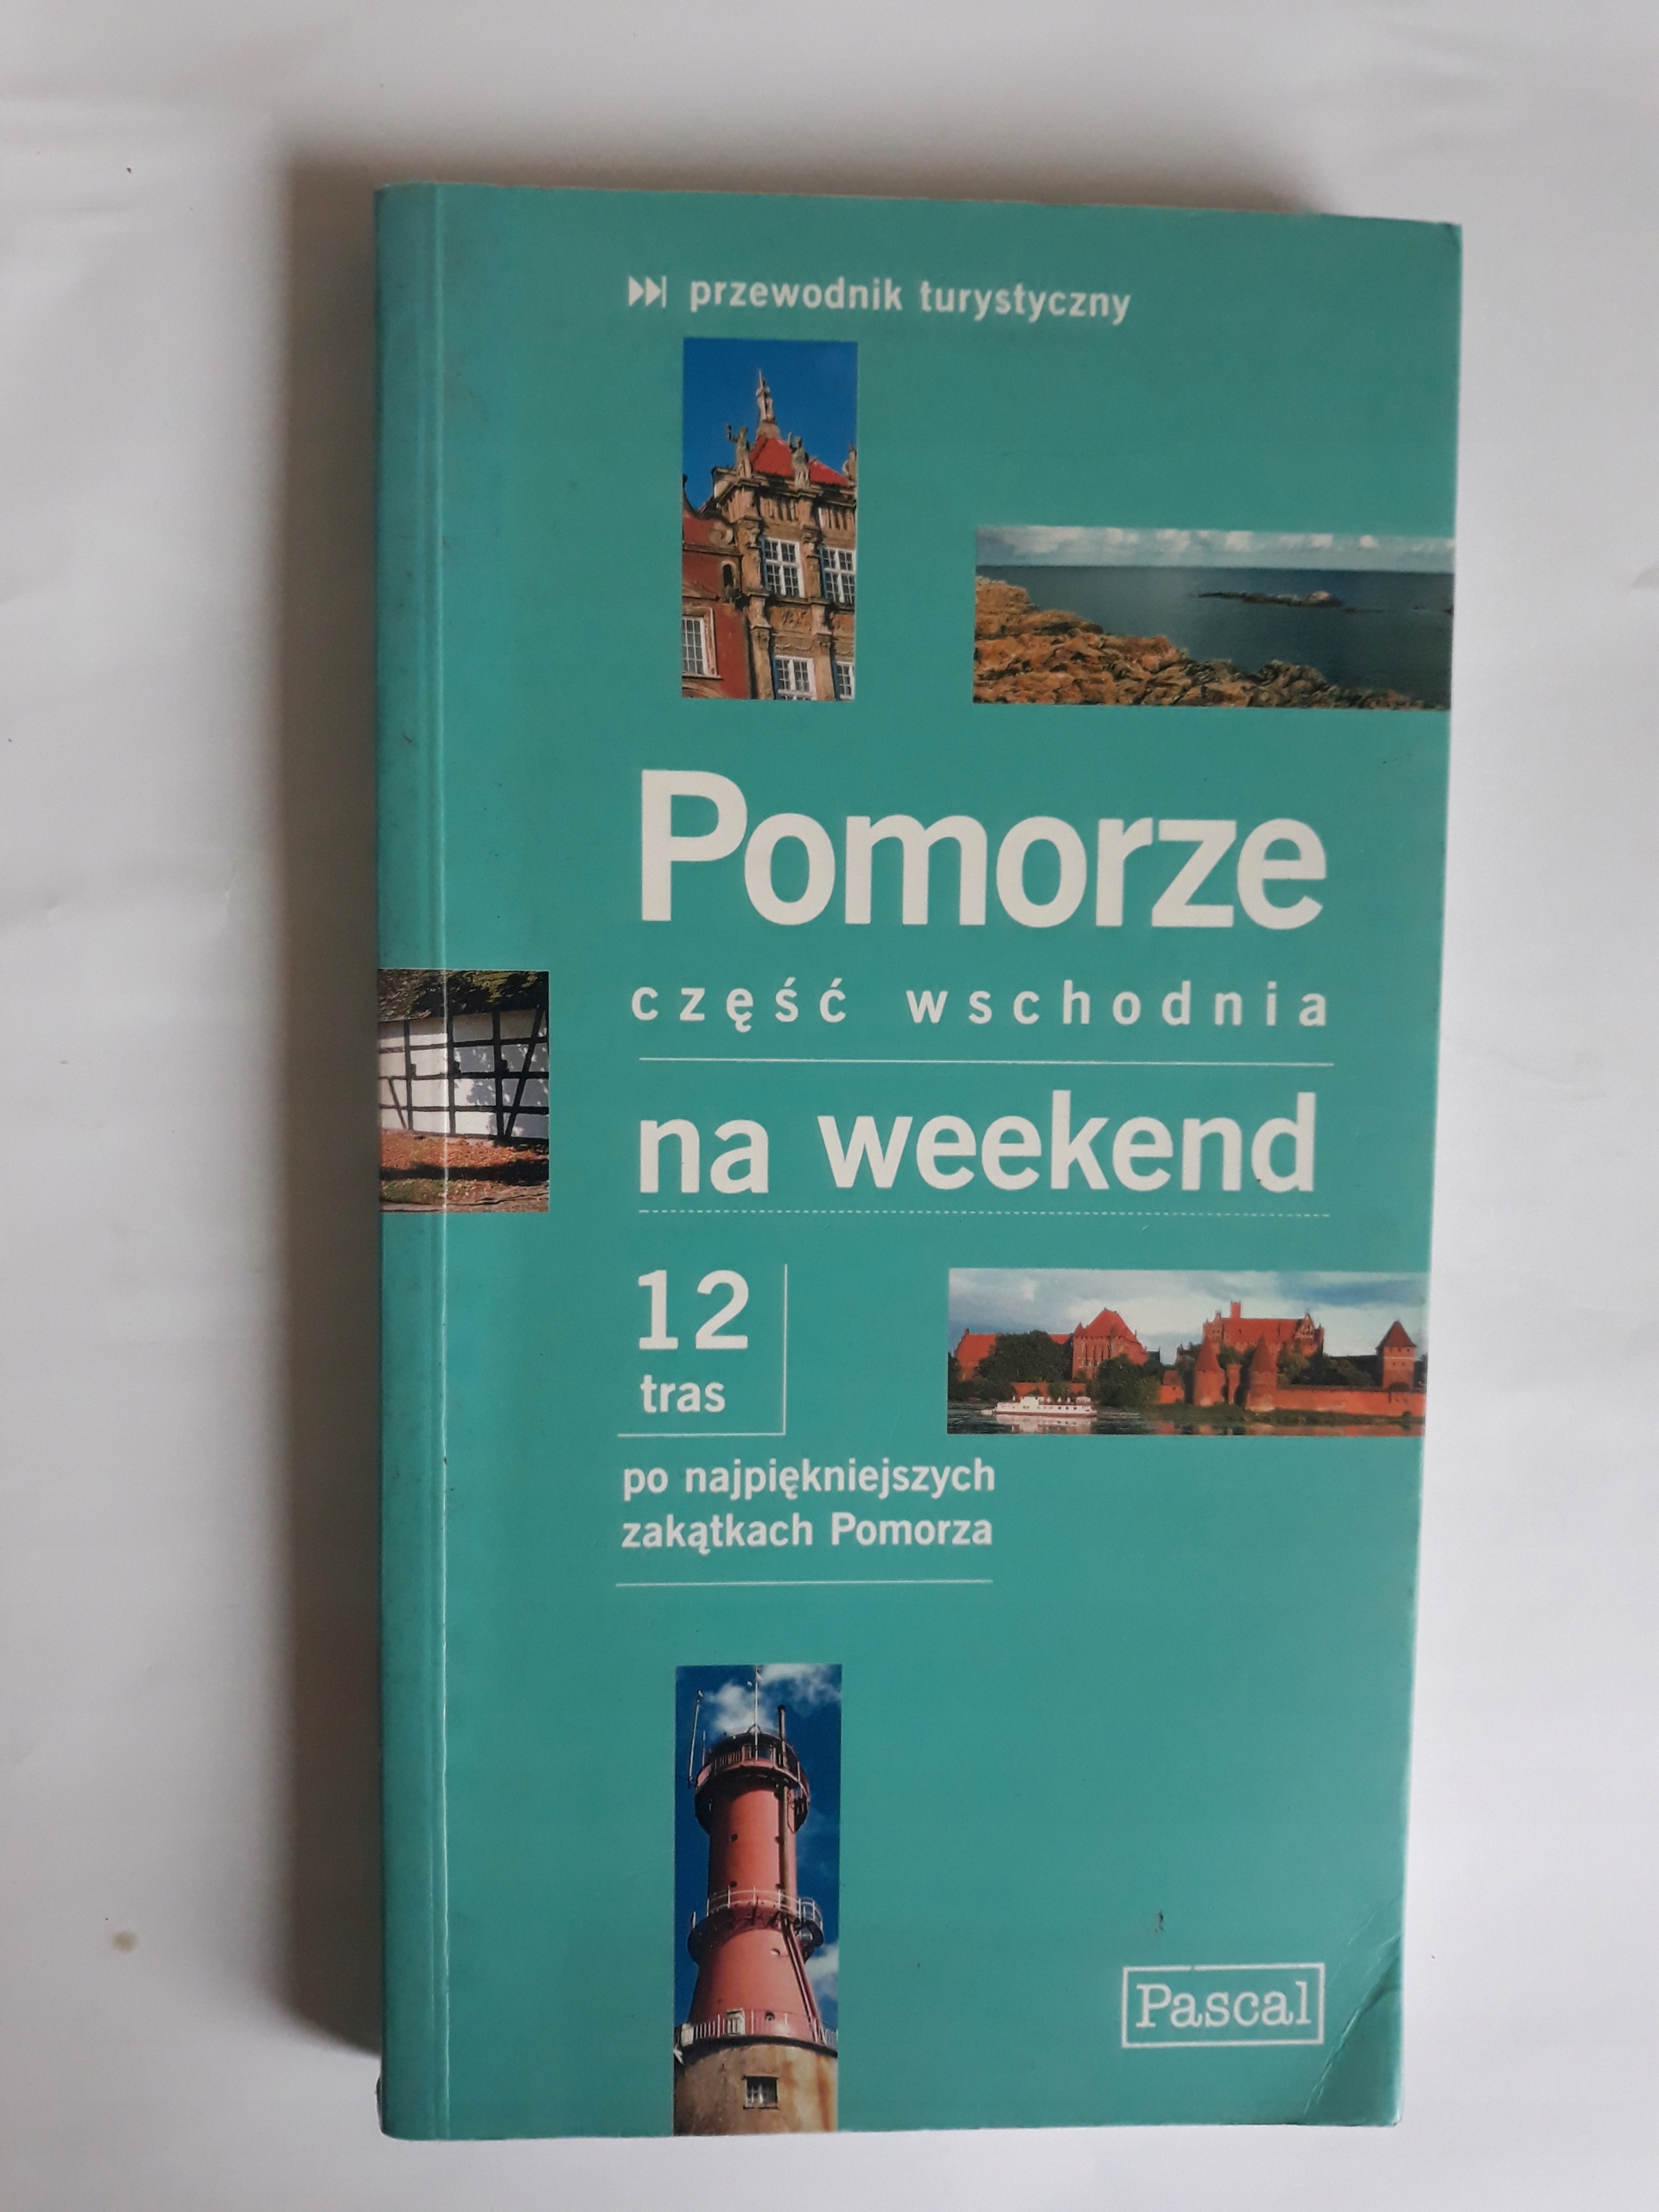 przewodnik turystyczny
Pomorze
część wschodnia
na weekend
12
tras
po najpiękniejszych
zakątkach Pomorza
Pascal